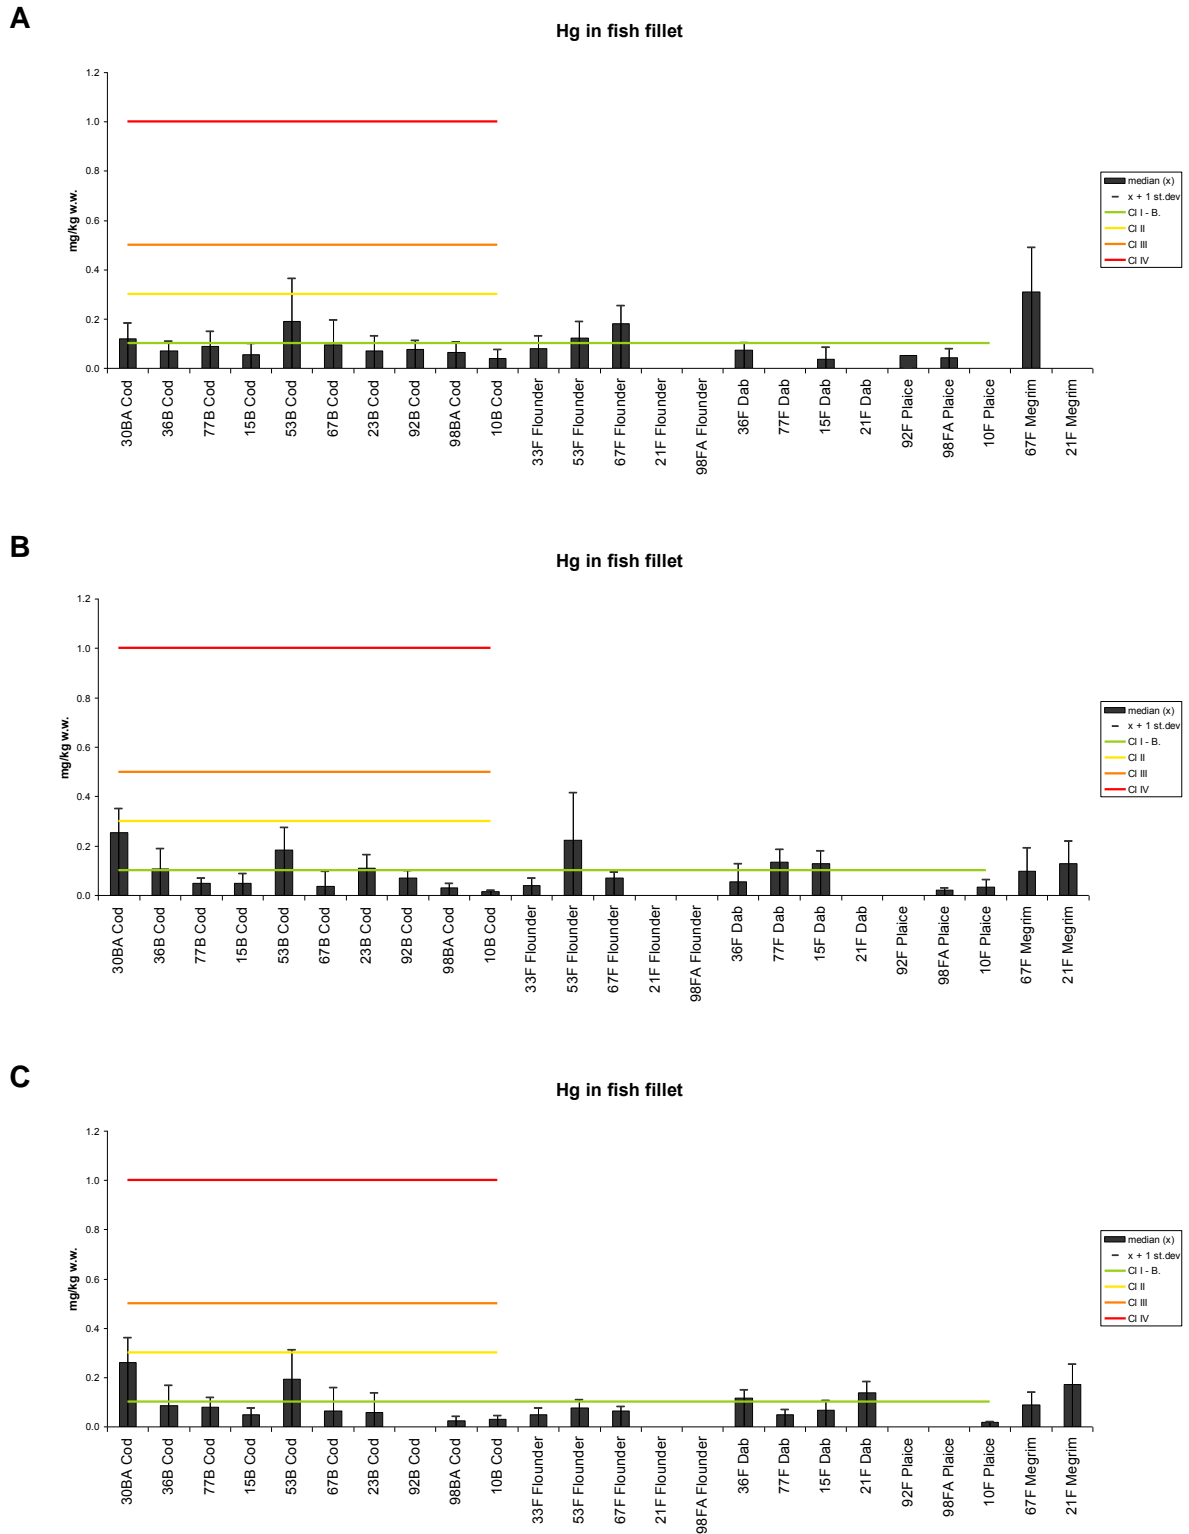 A
Hg in fish fillet
1.2
1.0
0.8
0.6
0.4
0.2
0.0
mg/kg w.w.
30BA Cod
36B Cod
77B Cod
15B Cod
53B Cod
67B Cod
23B Cod
92B Cod
98BA Cod
10B Cod
33F Flounder
53F Flounder
67F Flounder
21F Flounder
98FA Flounder
36F Dab
77F Dab
15F Dab
21F Dab
92F Plaice
98FA Plaice
10F Plaice
67F Megrim
21F Megrim
median (x)
x + 1 st.dev
Cl I - B.
Cl II
Cl III
Cl IV
B
Hg in fish fillet
1.2
1.0
0.8
0.6
0.4
0.2
0.0
mg/kg w.w.
30BA Cod
36B Cod
77B Cod
15B Cod
53B Cod
67B Cod
23B Cod
92B Cod
98BA Cod
10B Cod
33F Flounder
53F Flounder
67F Flounder
21F Flounder
98FA Flounder
36F Dab
77F Dab
15F Dab
21F Dab
92F Plaice
98FA Plaice
10F Plaice
67F Megrim
21F Megrim
median (x)
x + 1 st.dev
Cl I - B.
Cl II
Cl III
Cl IV
C
Hg in fish fillet
1.2
1.0
0.8
0.6
0.4
0.2
0.0
mg/kg w.w.
30BA Cod
36B Cod
77B Cod
15B Cod
53B Cod
67B Cod
23B Cod
92B Cod
98BA Cod
10B Cod
33F Flounder
53F Flounder
67F Flounder
21F Flounder
98FA Flounder
36F Dab
77F Dab
15F Dab
21F Dab
92F Plaice
98FA Plaice
10F Plaice
67F Megrim
21F Megrim
median (x)
x + 1 st.dev
Cl I - B.
Cl II
Cl III
Cl IV